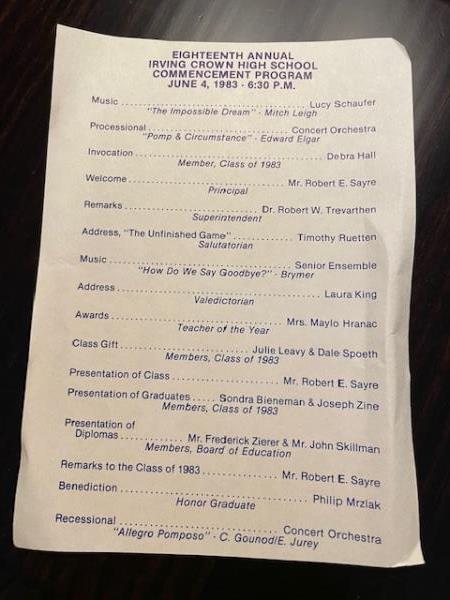 EIGHTEENTH ANNUAL
IRVING CROWN HIGH SCHOOL
COMMENCEMENT PROGRAM
JUNE 4, 1983 - 6:30 P.M.
Music .......................... Lucy Schaufer
"The Impossible Dream" - Mitch Leigh
Processional .......................... Concert Orchestra
"Pomp & Circumstance" - Edward Elgar
Invocation .......................... Debra Hall
Member, Class of 1983
Welcome .......................... Mr. Robert E. Sayre
Principal
Remarks .......................... Dr. Robert W. Trevarthen
Superintendent
Address, "The Unfinished Game" ............ Timothy Ruetten
Salutatorian
Music .......................... Senior Ensemble
"How Do We Say Goodbye?" - Brymer
Address .......................... Laura King
Valedictorian
Awards .......................... Mrs. Maylo Hranac
Teacher of the Year
Class Gift .................... Julie Leavy & Dale Spoeth
Members, Class of 1983
Presentation of Class .................... Mr. Robert E. Sayre
Presentation of Graduates ..... Sondra Bieneman & Joseph Zine
Members, Class of 1983
Presentation of
Diplomas ............ Mr. Frederick Zierer & Mr. John Skillman
Members, Board of Education
Remarks to the Class of 1983 .............. Mr. Robert E. Sayre
Benediction .......................... Philip Mrzlak
Honor Graduate
Recessional .......................... Concert Orchestra
"Allegro Pomposo" - C. Gounod/E. Jurey